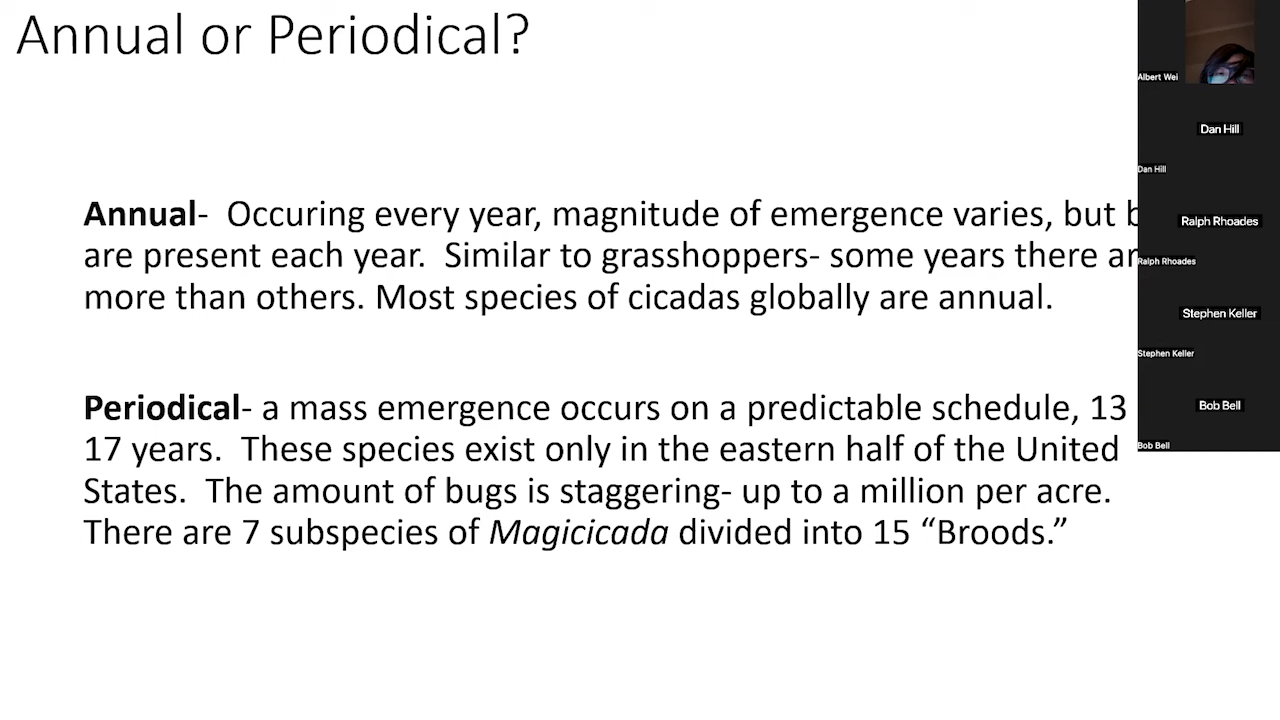 Annual or Periodical?
Annual- Occuring every year, magnitude of emergence varies, but
are present each year. Similar to grasshoppers- some years there
more than others. Most species of cicadas globally are annual.
Periodical- a mass emergence occurs on a predictable schedule, 13
17 years. These species exist only in the eastern half of the United
States. The amount of bugs is staggering- up to a million per acre.
There are 7 subspecies of Magicicada divided into 15 “Broods.”
Albert Wei
Dan Hill
Dan Hill
Ralph Rhoades
Ralph Rhoades
Stephen Keller
Stephen Keller
Bob Bell
Bob Bell